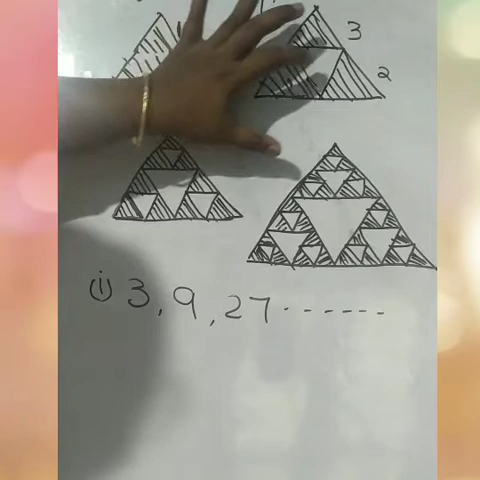 3
2
(i) 3, 9, 27 ------